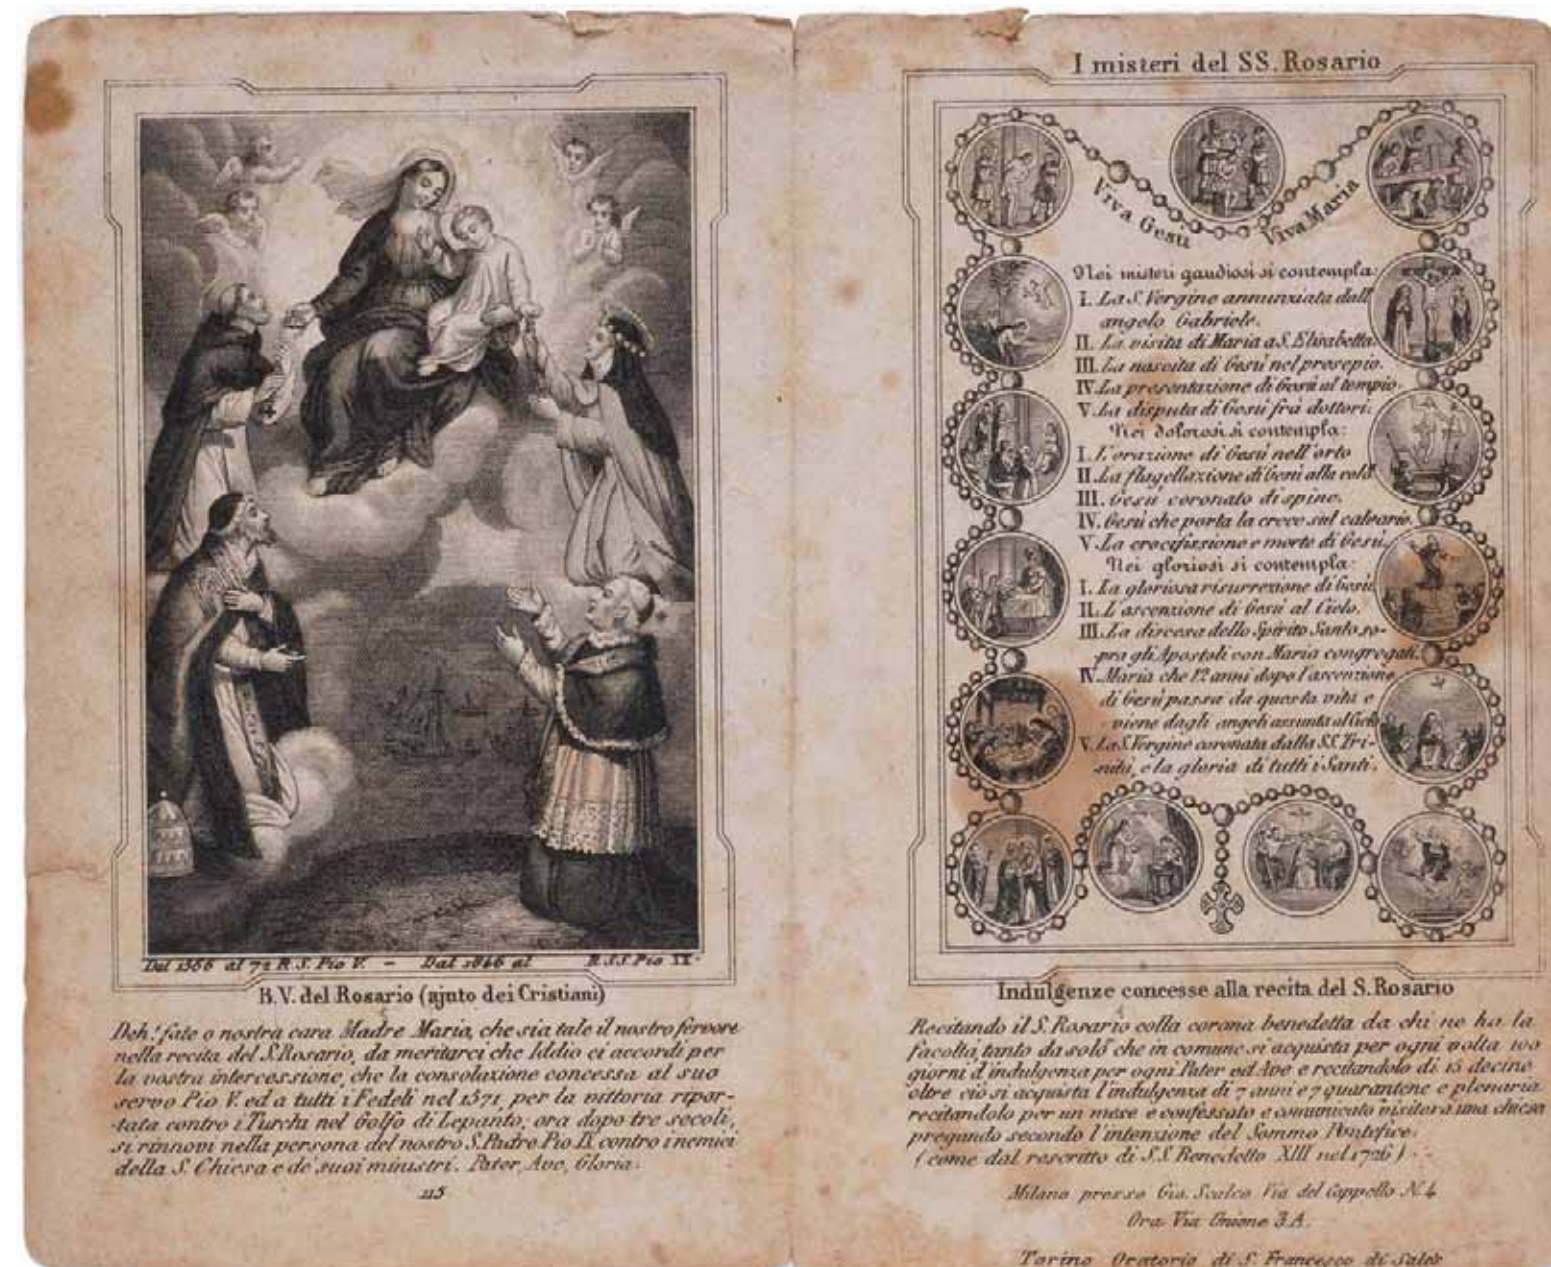 Dal 1566 al 72 R.S. Pio V. – Dal 1846 al R.S.S. Pio IX.
B.V. del Rosario (ajuto dei Cristiani)
Deh! fate o nostra cara Madre Maria, che sia tale il nostro fervore
nella recita del S. Rosario, da meritarci che Iddio ci accordi per
la vostra intercessione, che la consolazione concessa al suo
servo Pio V. ed a tutti i Fedeli nel 1571, per la vittoria ripor-
-tata contro i Turchi nel Golfo di Lepanto, ora dopo tre secoli,
si rinnovi nella persona del nostro S. Padre Pio IX contro i nemici
della S. Chiesa e de' suoi ministri. Pater, Ave, Gloria.
115
I misteri del SS. Rosario
Viva Gesù Viva Maria
Nei misteri gaudiosi si contempla:
I. La S. Vergine annunziata dall'
angelo Gabriele.
II. La visita di Maria a S. Elisabetta.
III. La nascita di Gesù nel presepio.
IV. La presentazione di Gesù al tempio.
V. La disputa di Gesù frà dottori.
Nei dolorosi si contempla:
I. L'orazione di Gesù nell'orto
II. La flagellazione di Gesù alla colo
III. Gesù coronato di spine.
IV. Gesù che porta la croce sul calvario.
V. La crocifissione e morte di Gesù.
Nei gloriosi si contempla:
I. La gloriosa risurrezione di Gesù.
II. L'ascenzione di Gesù al Cielo.
III. La discesa dello Spirito Santo so-
pra gli Apostoli con Maria congregati.
IV. Maria che 12 anni dopo l'ascenzione
di Gesù passa da questa vita e
viene dagli angeli assunta al Cielo
V. La S. Vergine coronata dalla SS. Tri-
-nità, e la gloria di tutti i Santi.
Indulgenze concesse alla recita del S. Rosario
Recitando il S. Rosario colla corona benedetta da chi ne ha la
facoltà, tanto da solo che in comune si acquista per ogni volta 100
giorni d'indulgenza per ogni Pater ed Ave e recitandolo di 15 decine
oltre ciò si acquista l'indulgenza di 7 anni e 7 quarantene e plenaria
recitandolo per un mese e confessato e comunicato visiterà una chiesa
pregando secondo l'intenzione del Sommo Pontefice.
(come dal rescritto di S.S. Benedetto XIII nel 1726).
Milano presso Gio. Scalco Via del Cappello N. 4
Ora Via Unione 3.A.
Torino Oratorio di S. Francesco di Sales